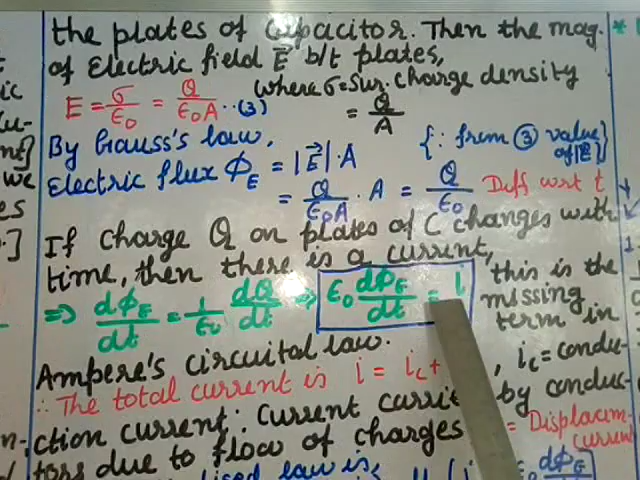 the plates of Capacitor. Then the mag.
of Electric field E⃗ b/t plates,
where σ=Sur. charge density
E = σ/ε₀ = Q/ε₀A ..(3)
= Q/A
By Gauss's law,
{∵ from ③ value of |E⃗|}
Electric flux Φ_E = |E⃗|·A
= Q/ε₀A · A = Q/ε₀ Diff wrt t
If charge Q on plates of C changes with
time, then there is a current,
⇒ dΦ_E/dt = 1/ε₀ dQ/dt ⇒ ε₀ dΦ_E/dt = i
this is the
missing
term in
Ampere's circuital law.
∴ The total current is i = i_c +
, i_c = condu-
ction current: Current carri
by conduc-
tors due to flow of charges
= Displacem-
current
law is,
dΦ_E